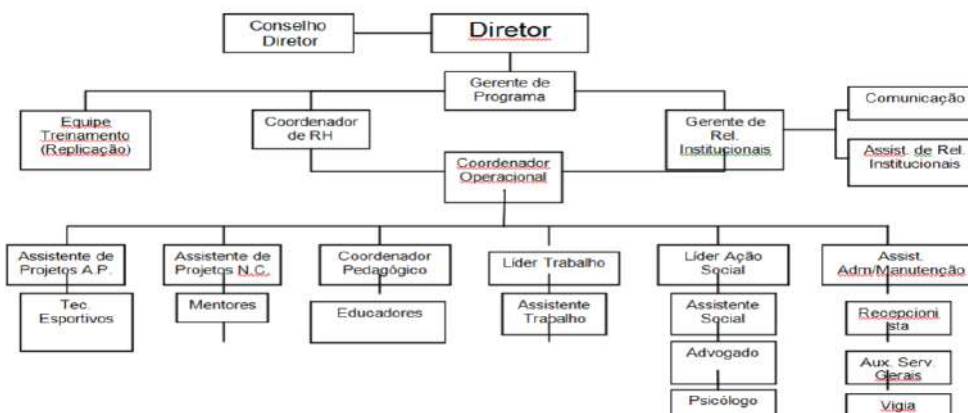 Conselho
Diretor
Diretor
Gerente de
Programa
Equipe
Treinamento
(Replicação)
Coordenador
de RH
Gerente de
Rel.
Institucionais
Comunicação
Assist. de Rel.
Institucionais
Coordenador
Operacional
Assistente de
Projetos A.P.
Assistente de
Projetos N.C.
Coordenador
Pedagógico
Líder Trabalho
Líder Ação
Social
Assist.
Adm/Manutenção
Tec.
Esportivos
Mentores
Educadores
Assistente
Trabalho
Assistente
Social
Recepcioni
sta
Advogado
Aux. Serv.
Gerais
Psicólogo
Vigia